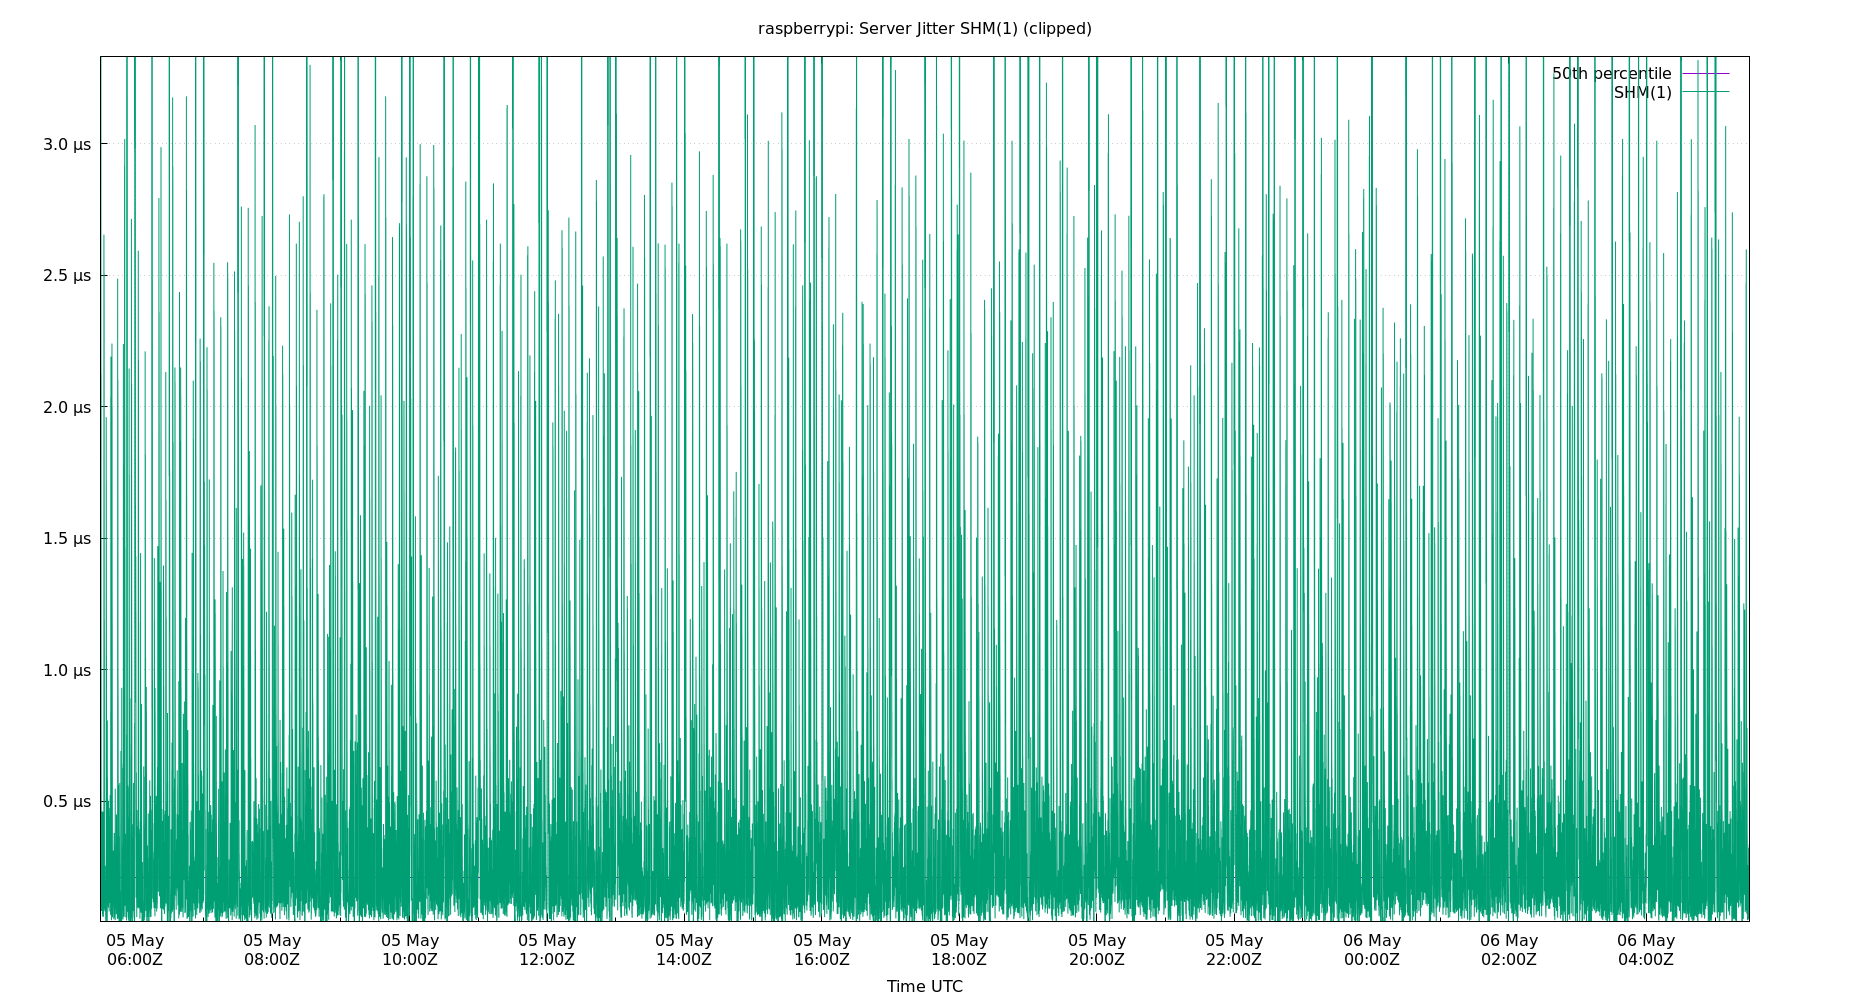 raspberrypi: Server Jitter SHM(1) (clipped)
50th percentile
SHM(1)
3.0 µs
2.5 µs
2.0 µs
1.5 µs
1.0 µs
0.5 µs
05 May 05 May 05 May 05 May 05 May 05 May 05 May 05 May 05 May 06 May 06 May 06 May
06:00Z 08:00Z 10:00Z 12:00Z 14:00Z 16:00Z 18:00Z 20:00Z 22:00Z 00:00Z 02:00Z 04:00Z
Time UTC